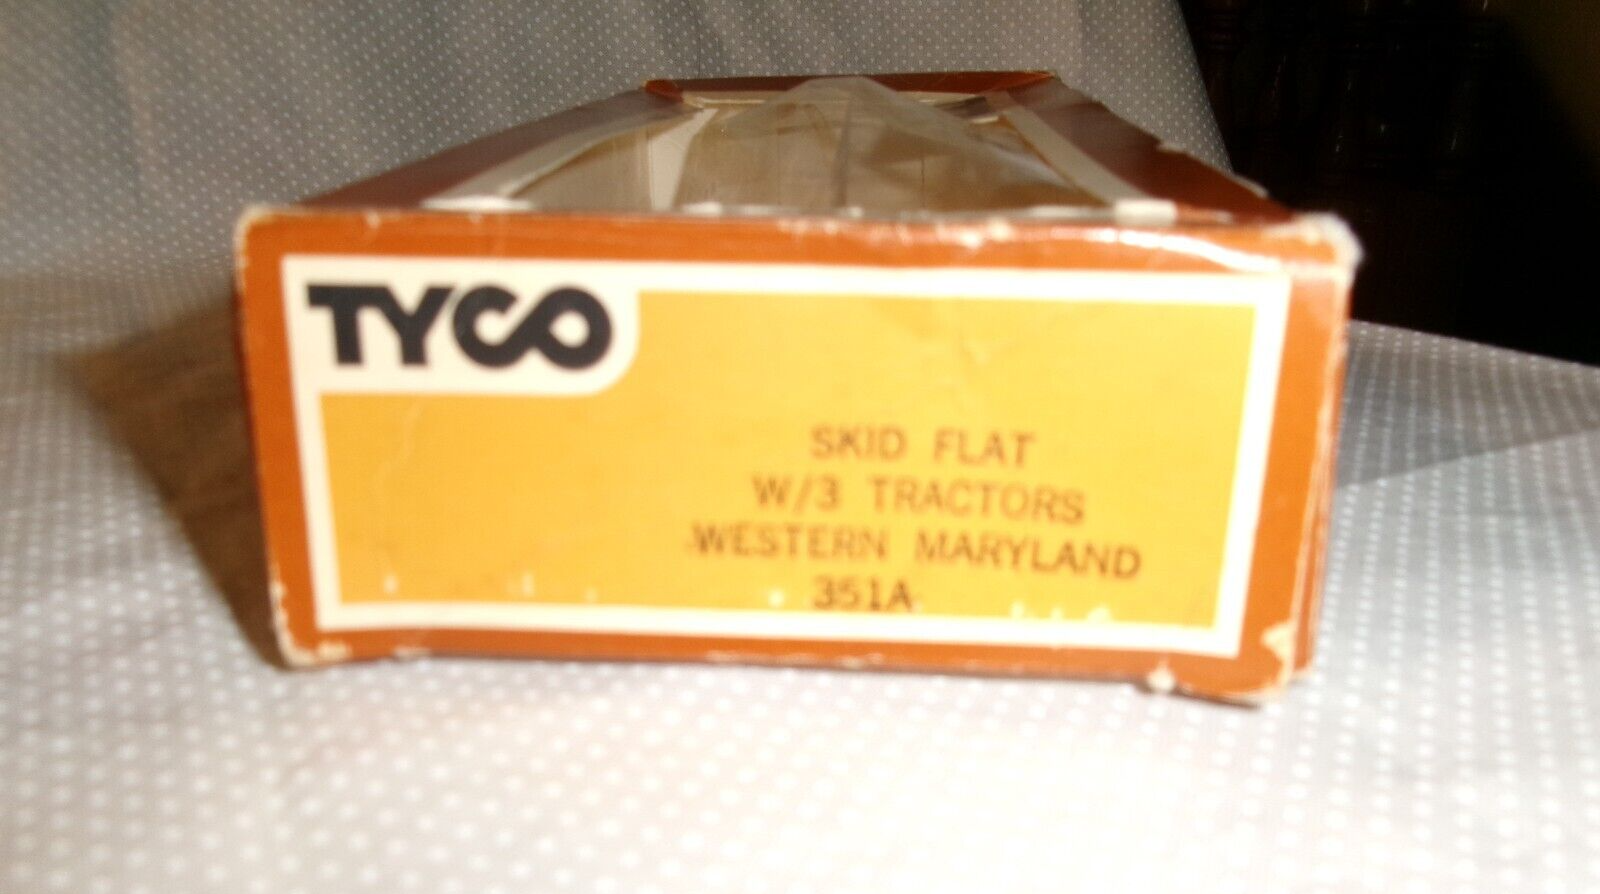 TYCO
SKID FLAT
W/3 TRACTORS
WESTERN MARYLAND
351A